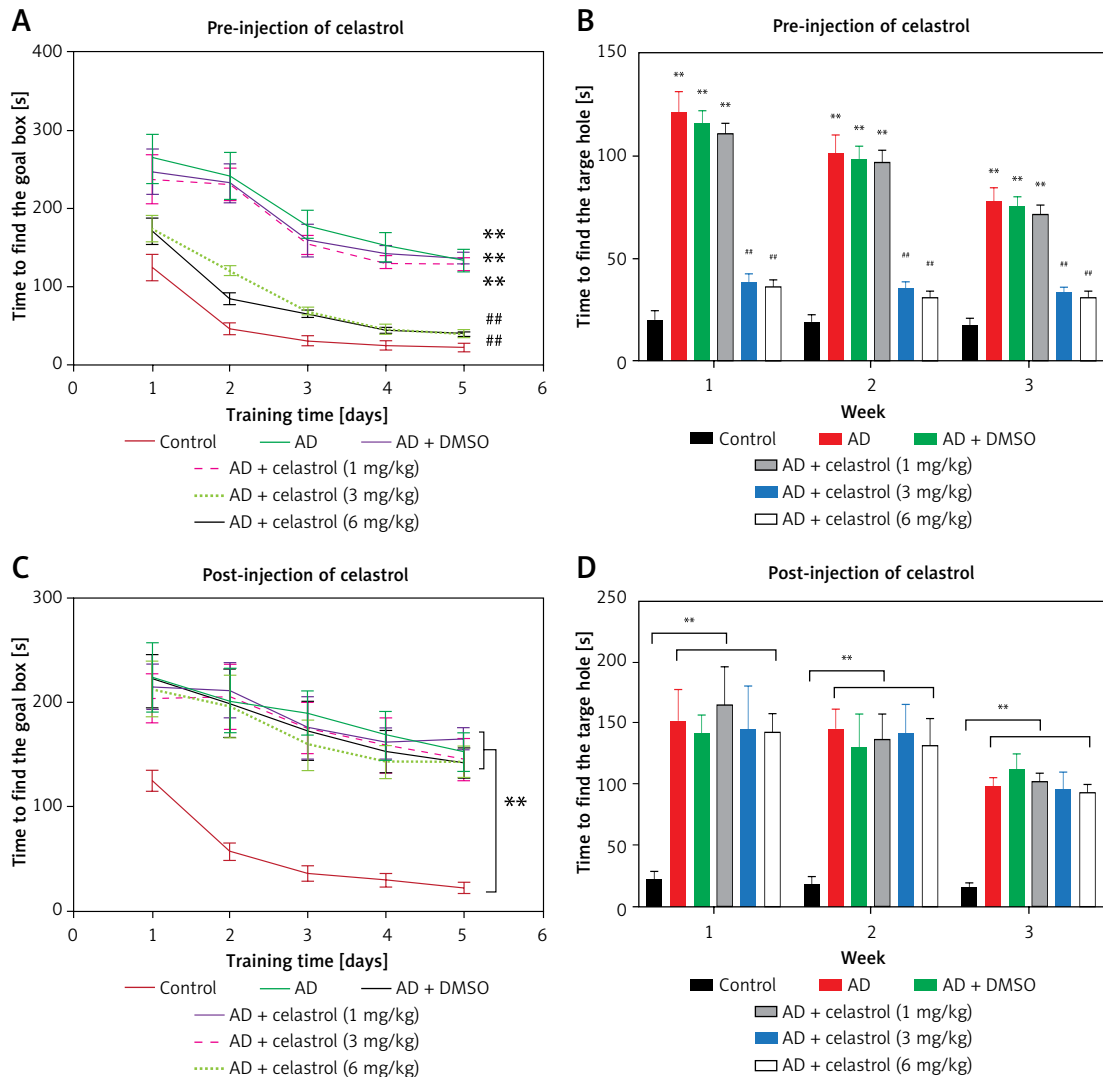 A
Pre-injection of celastrol
Time to find the goal box [s]
400
300
200
100
0
**
**
**
##
##
0 1 2 3 4 5 6
Training time [days]
Control AD AD + DMSO
AD + celastrol (1 mg/kg)
AD + celastrol (3 mg/kg)
AD + celastrol (6 mg/kg)
B
Pre-injection of celastrol
Time to find the targe hole [s]
150
100
50
0
** ** ** ## ##
** ** ** ## ##
** ** ** ## ##
1 2 3
Week
Control AD AD + DMSO
AD + celastrol (1 mg/kg)
AD + celastrol (3 mg/kg)
AD + celastrol (6 mg/kg)
C
Post-injection of celastrol
Time to find the goal box [s]
300
200
100
0
**
0 1 2 3 4 5 6
Training time [days]
Control AD AD + DMSO
AD + celastrol (1 mg/kg)
AD + celastrol (3 mg/kg)
AD + celastrol (6 mg/kg)
D
Post-injection of celastrol
Time to find the targe hole [s]
250
200
150
100
50
0
**
**
**
1 2 3
Week
Control AD AD + DMSO
AD + celastrol (1 mg/kg)
AD + celastrol (3 mg/kg)
AD + celastrol (6 mg/kg)